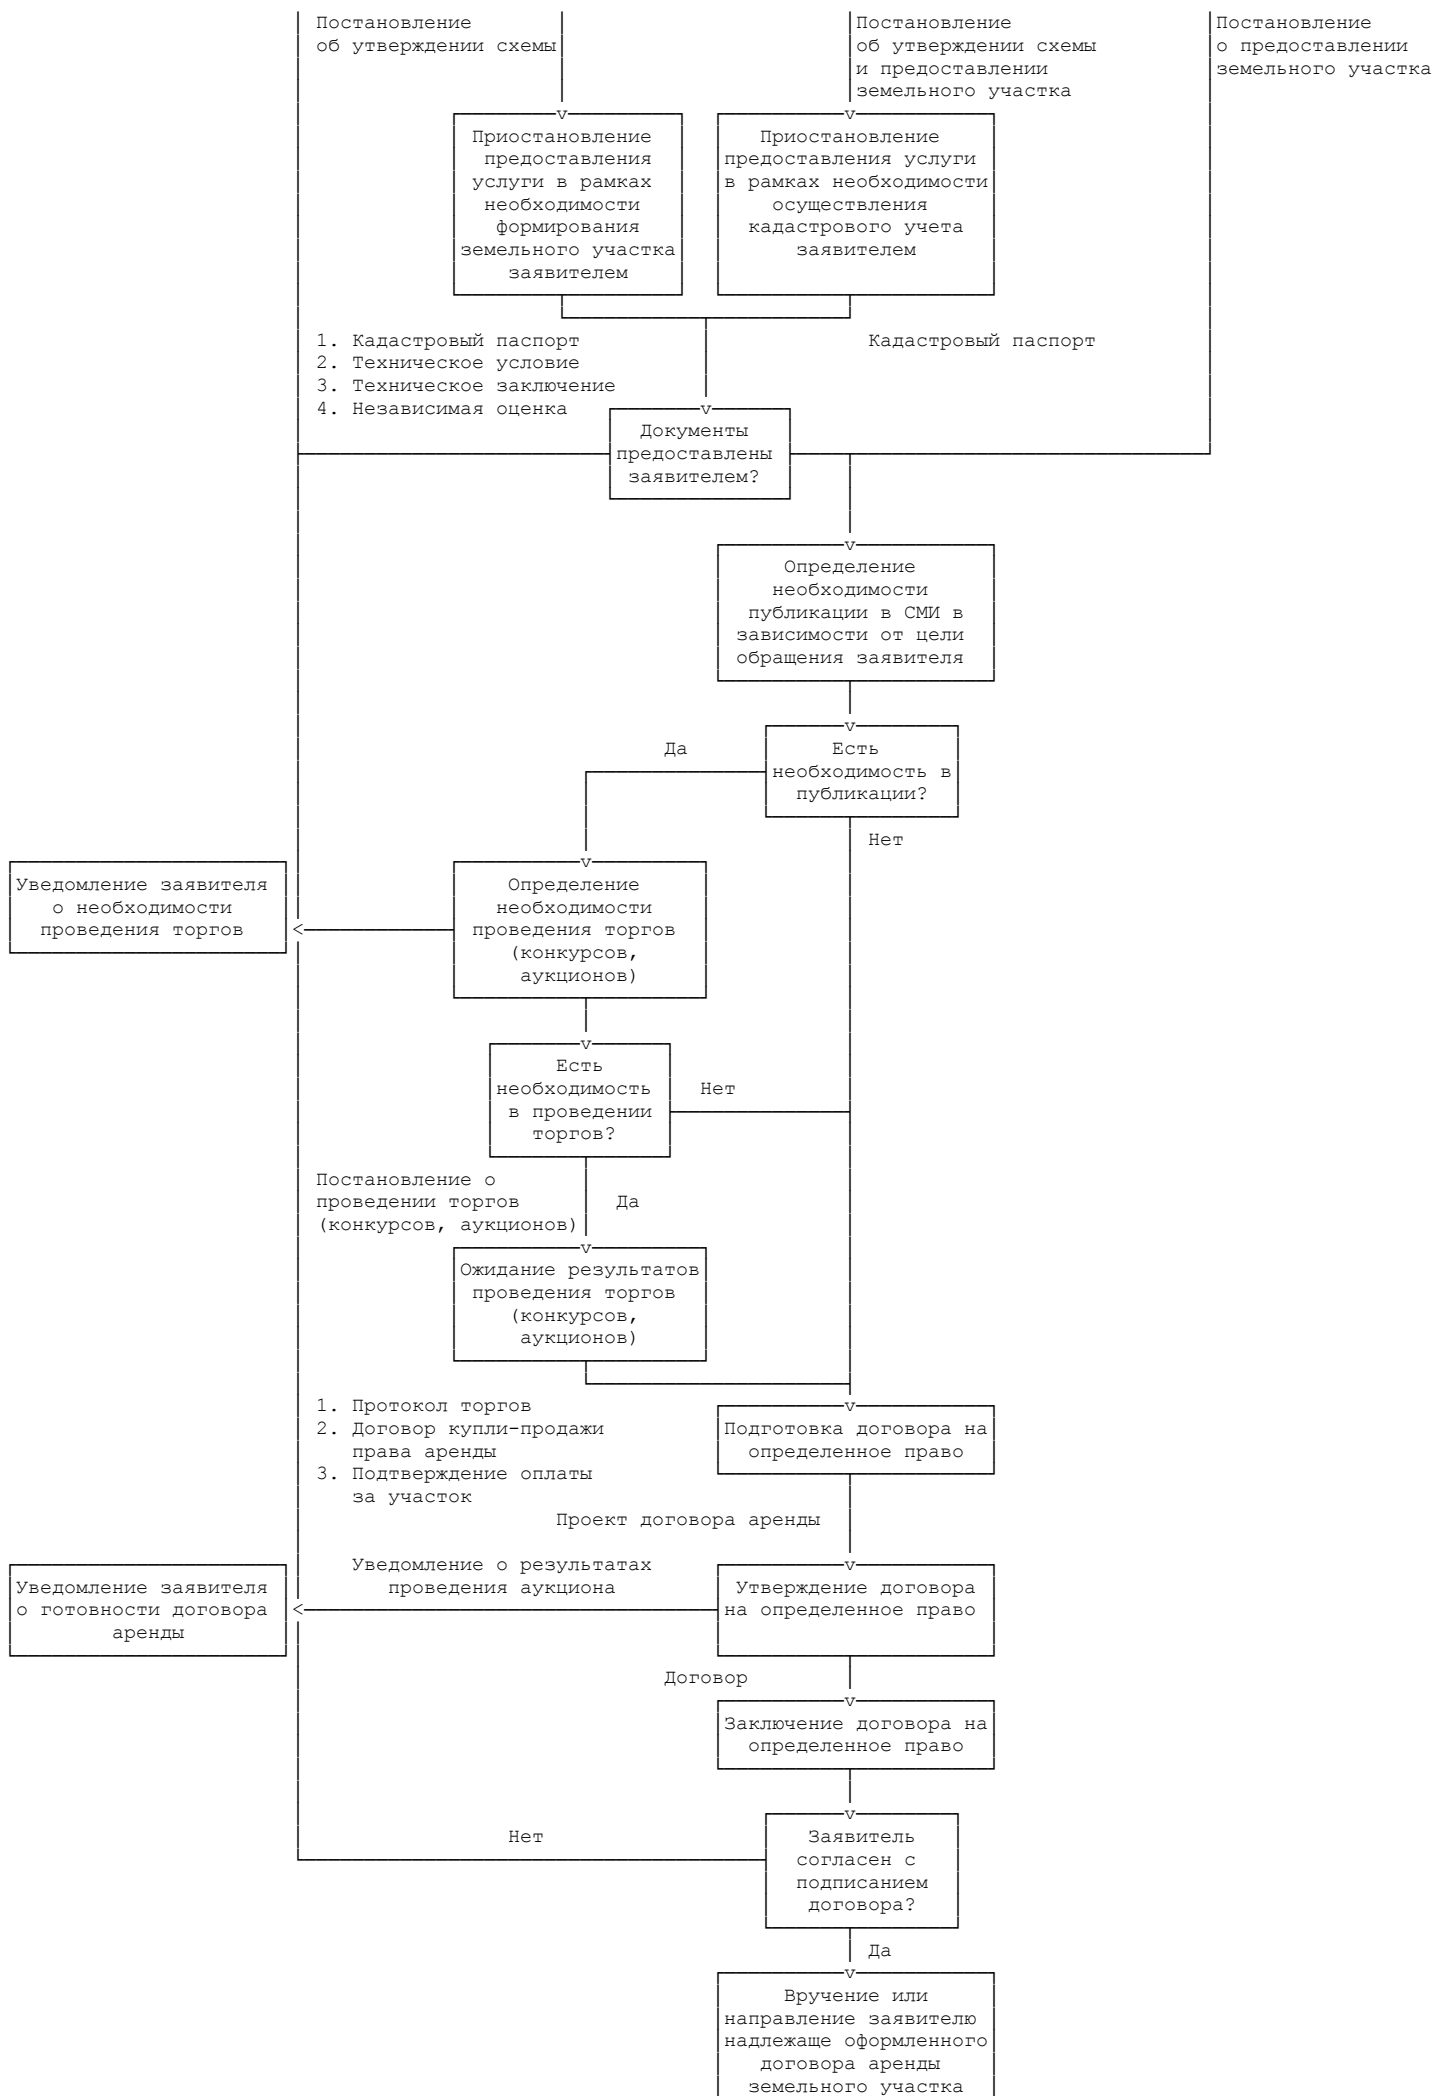 Постановление
об утверждении схемы
Постановление
об утверждении схемы
и предоставлении
земельного участка
Постановление
о предоставлении
земельного участка
Приостановление
предоставления
услуги в рамках
необходимости
формирования
земельного участка
заявителем
Приостановление
предоставления услуги
в рамках необходимости
осуществления
кадастрового учета
заявителем
1. Кадастровый паспорт
2. Техническое условие
3. Техническое заключение
4. Независимая оценка
Кадастровый паспорт
Документы
предоставлены
заявителем?
Определение
необходимости
публикации в СМИ в
зависимости от цели
обращения заявителя
Да
Есть
необходимость в
публикации?
Нет
Уведомление заявителя
о необходимости
проведения торгов
Определение
необходимости
проведения торгов
(конкурсов,
аукционов)
Есть
необходимость
в проведении
торгов?
Нет
Постановление о
проведении торгов
(конкурсов, аукционов)
Да
Ожидание результатов
проведения торгов
(конкурсов,
аукционов)
1. Протокол торгов
2. Договор купли-продажи
права аренды
3. Подтверждение оплаты
за участок
Подготовка договора на
определенное право
Проект договора аренды
Уведомление заявителя
о готовности договора
аренды
Уведомление о результатах
проведения аукциона
Утверждение договора
на определенное право
Договор
Заключение договора на
определенное право
Нет
Заявитель
согласен с
подписанием
договора?
Да
Вручение или
направление заявителю
надлежаще оформленного
договора аренды
земельного участка